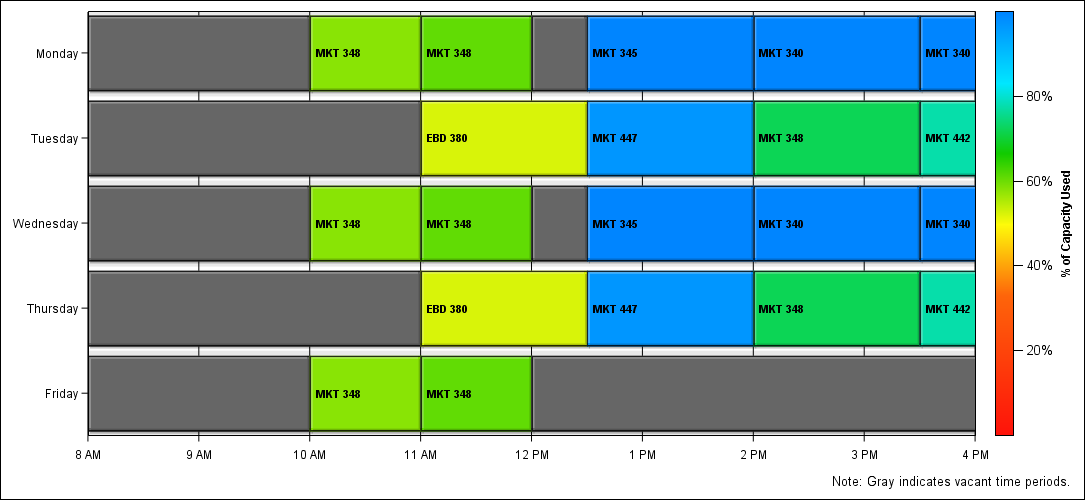 Monday MKT 348 MKT 348 MKT 345 MKT 340 MKT 340
80%
Tuesday EBD 380 MKT 447 MKT 348 MKT 442
60%
% of Capacity Used
Wednesday MKT 348 MKT 348 MKT 345 MKT 340 MKT 340
40%
Thursday EBD 380 MKT 447 MKT 348 MKT 442
20%
Friday MKT 348 MKT 348
8 AM 9 AM 10 AM 11 AM 12 PM 1 PM 2 PM 3 PM 4 PM
Note: Gray indicates vacant time periods.